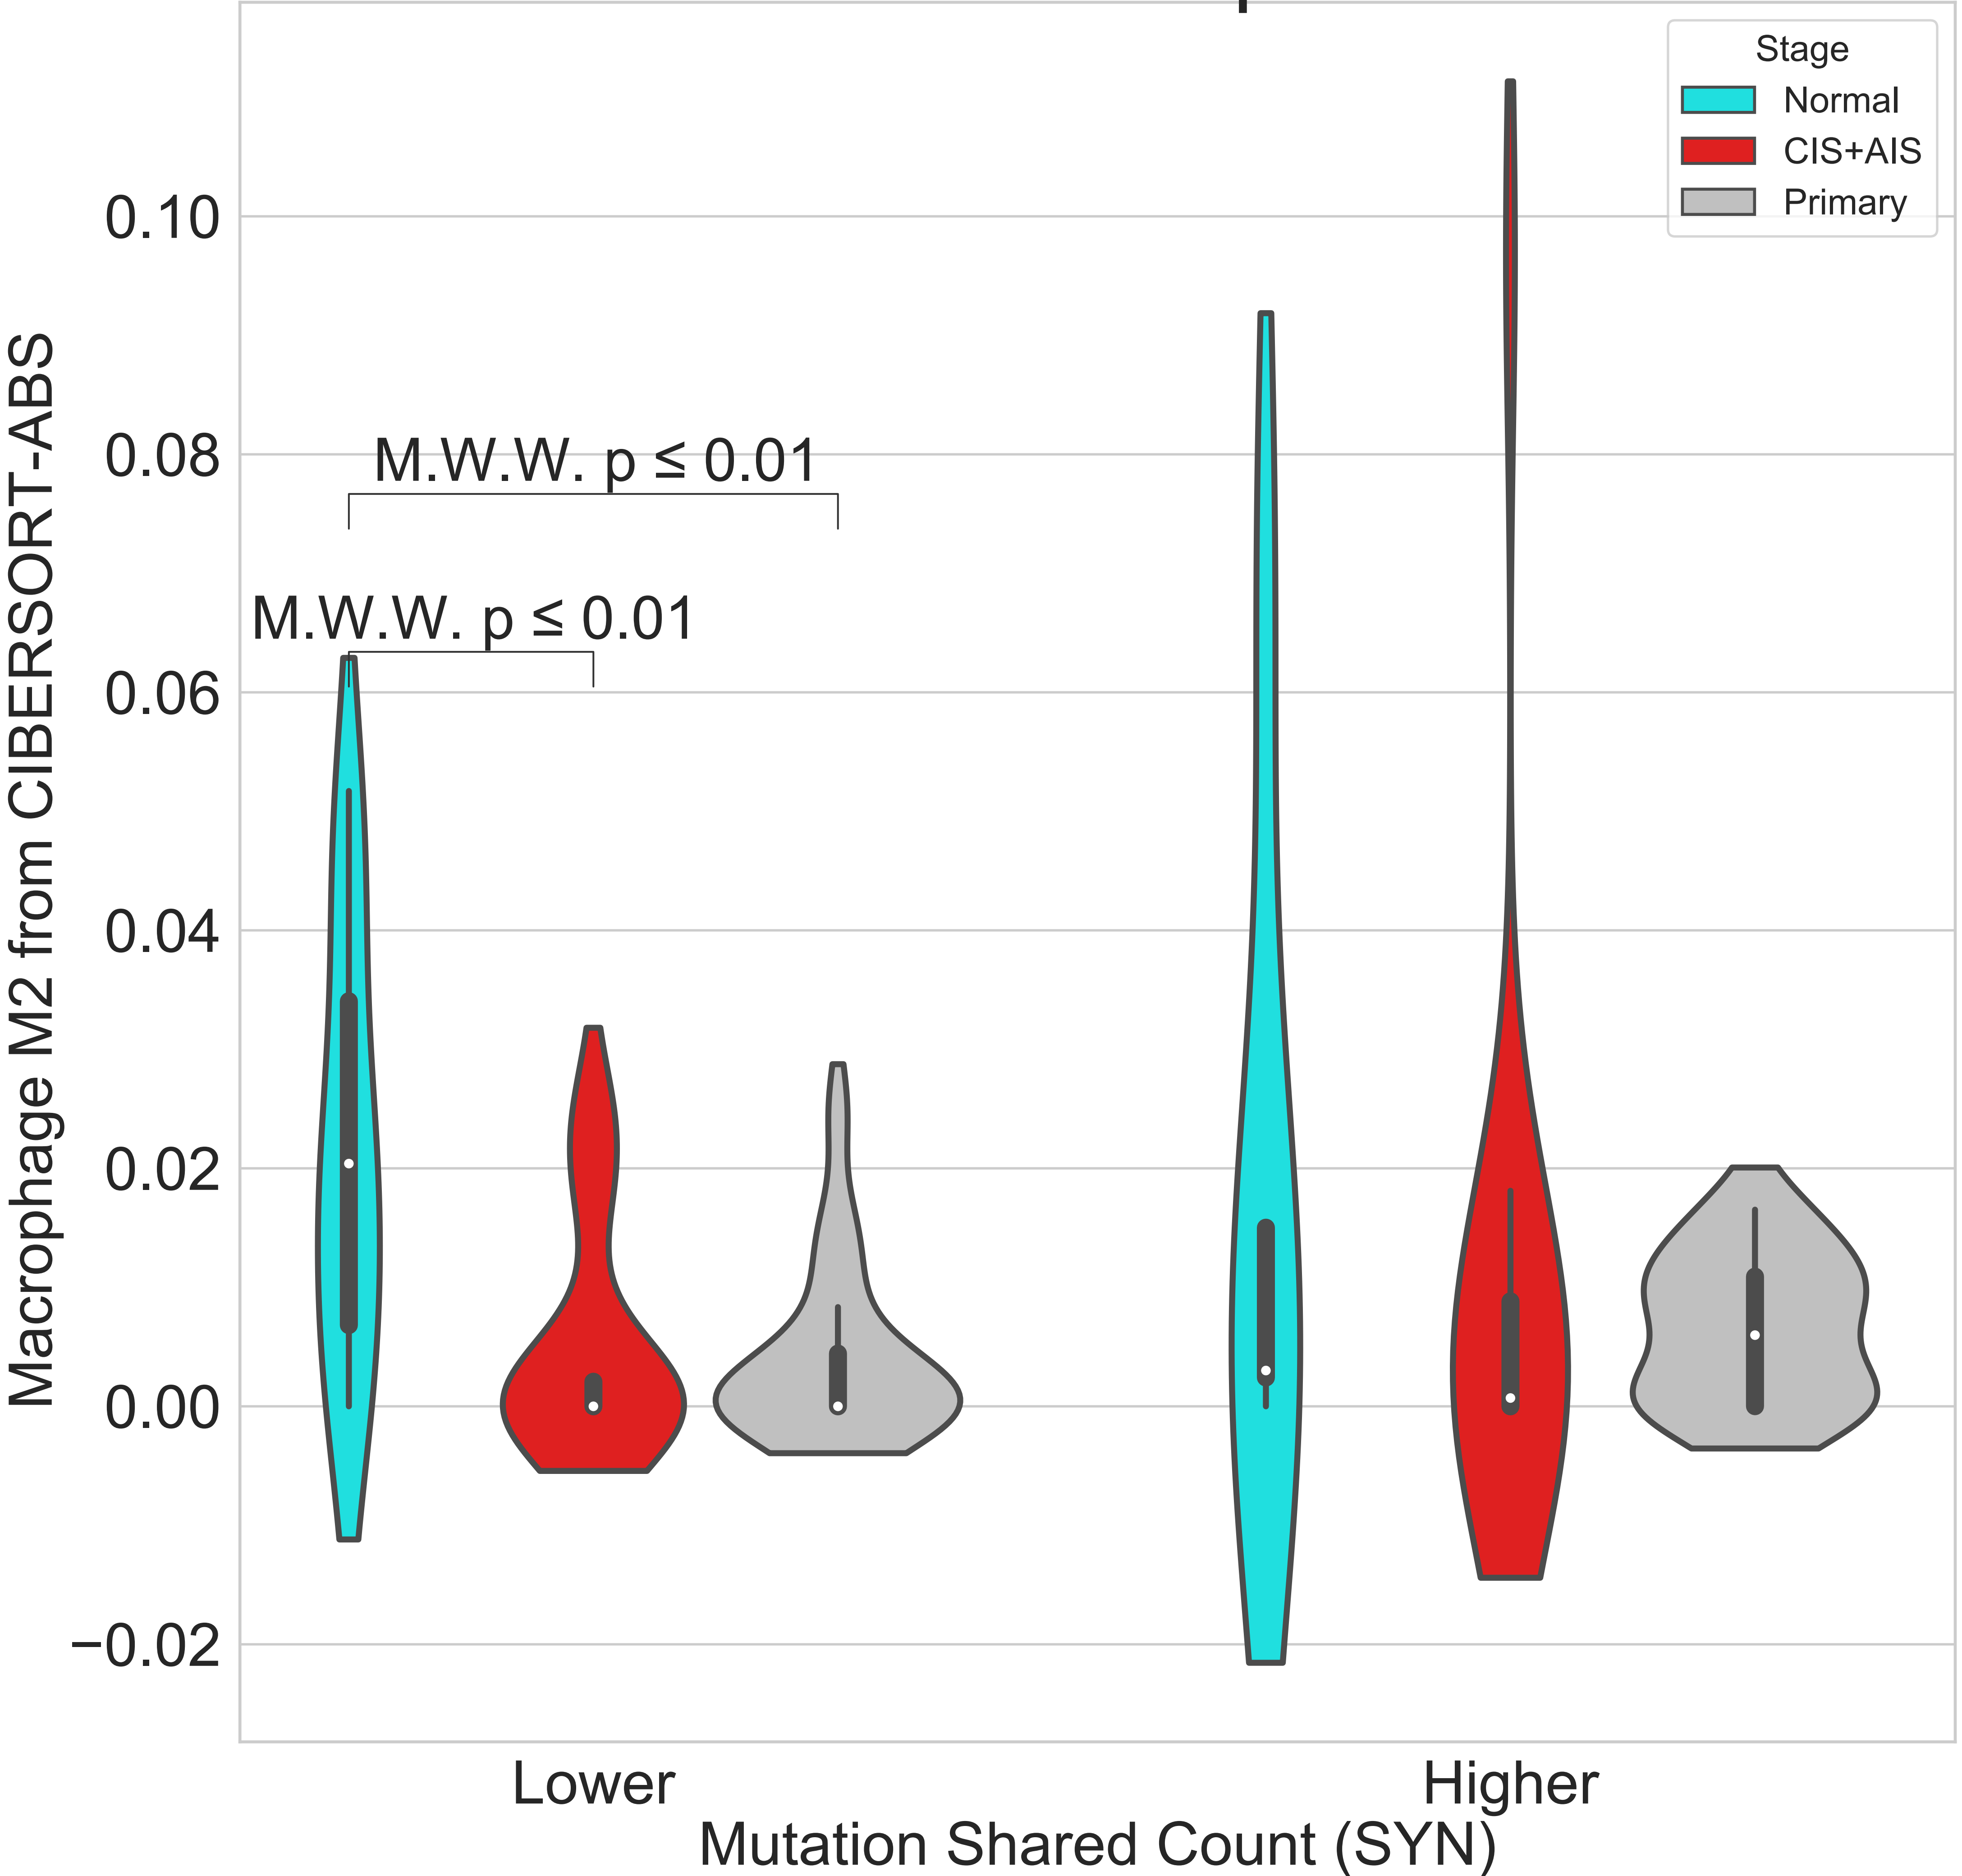 Stage
Normal
CIS+AIS
Primary
Macrophage M2 from CIBERSORT-ABS
0.10
0.08
0.06
0.04
0.02
0.00
−0.02
M.W.W. p ≤ 0.01
M.W.W. p ≤ 0.01
Lower
Higher
Mutation Shared Count (SYN)